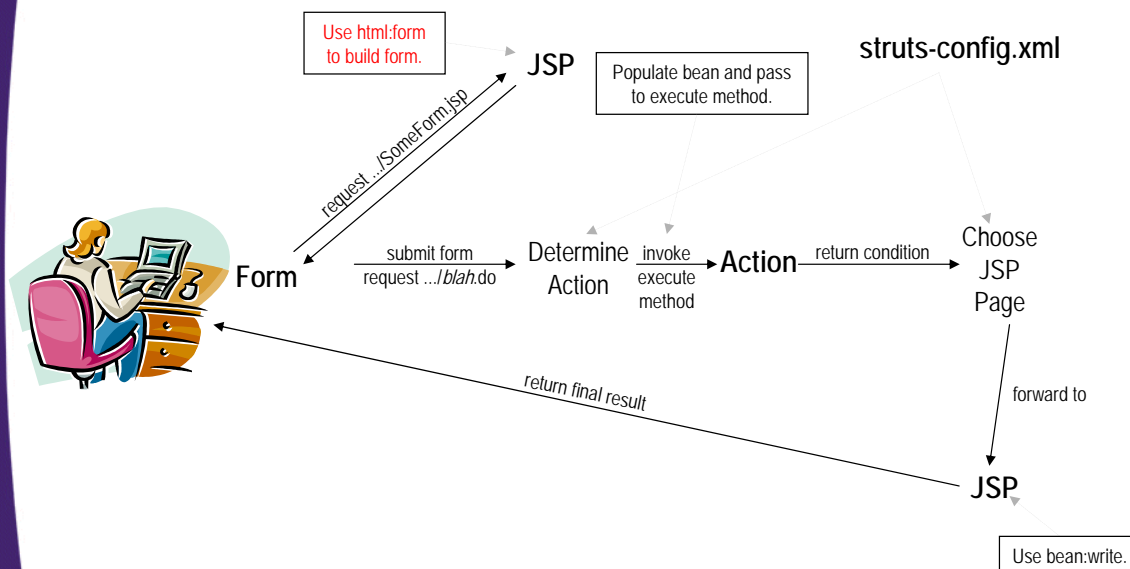 Use html:form
to build form.
JSP
struts-config.xml
Populate bean and pass
to execute method.
request .../SomeForm.jsp
Form
submit form
request .../blah.do
Determine
Action
invoke
execute
method
Action
return condition
Choose
JSP
Page
return final result
forward to
JSP
Use bean:write.